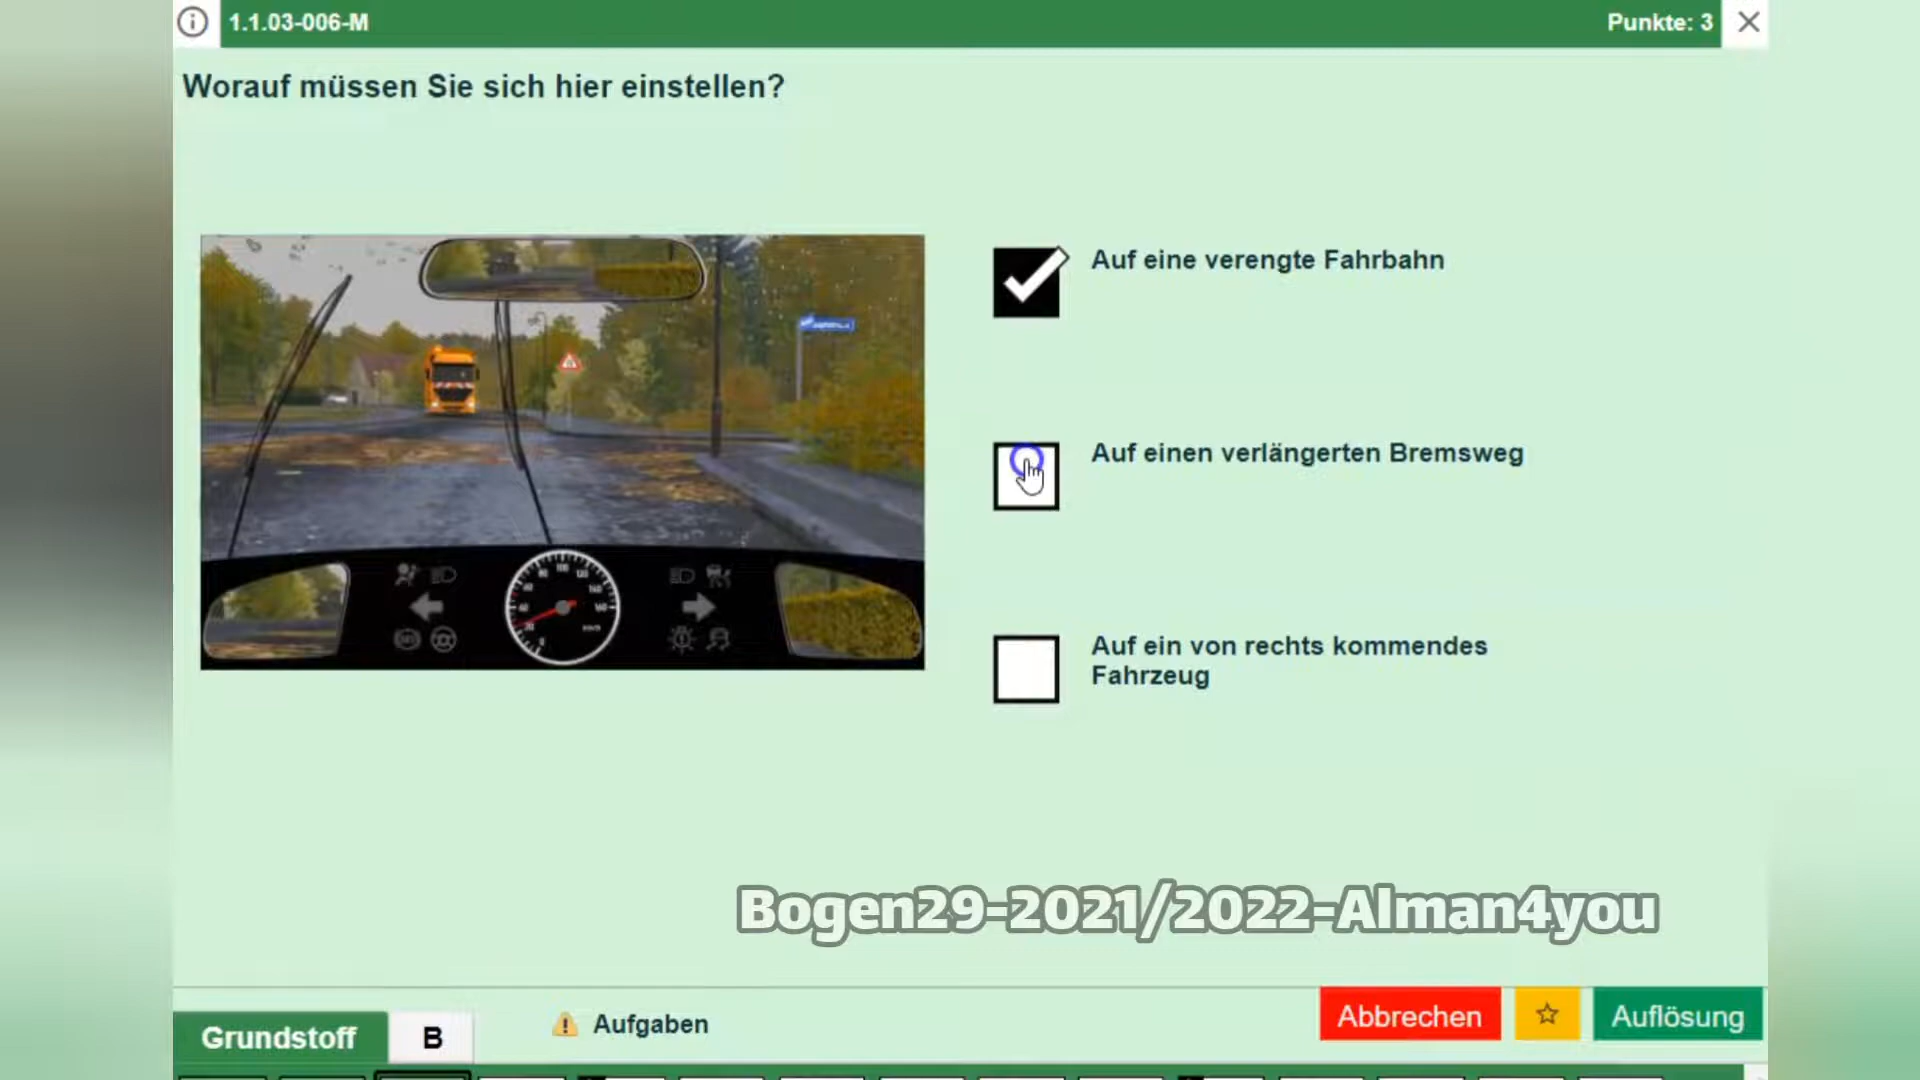 1.1.03-006-M
Punkte: 3
Worauf müssen Sie sich hier einstellen?
Auf eine verengte Fahrbahn
Auf einen verlängerten Bremsweg
Auf ein von rechts kommendes
Fahrzeug
Bogen29-2021/2022-Alman4you
Grundstoff
B
Aufgaben
Abbrechen
Auflösung